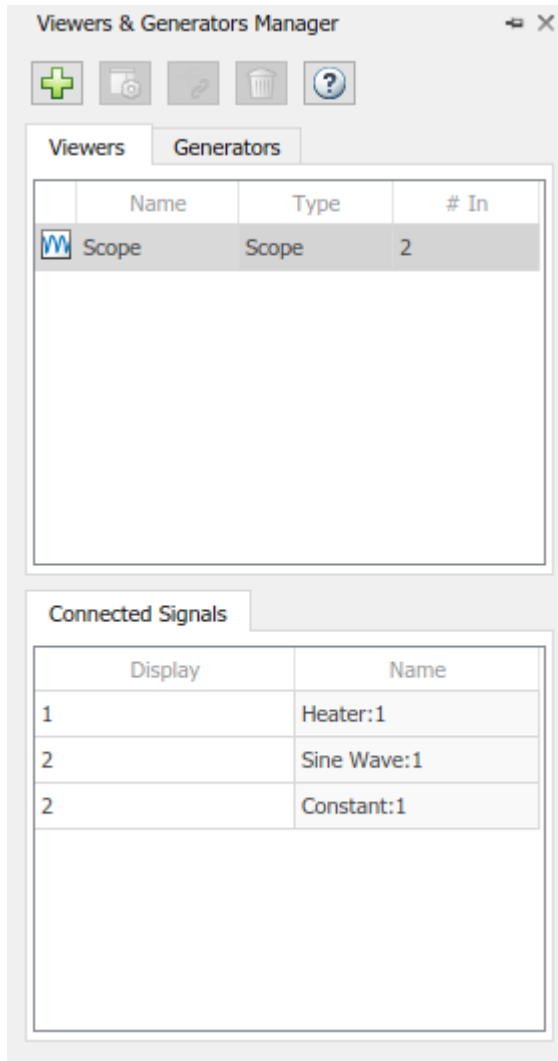 Viewers & Generators Manager
Viewers Generators
Name Type # In
Scope Scope 2
Connected Signals
Display Name
1 Heater:1
2 Sine Wave:1
2 Constant:1